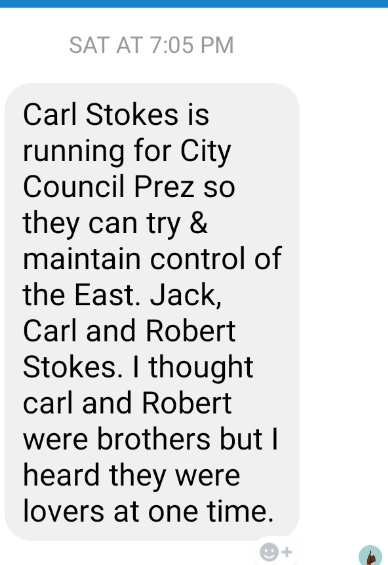 SAT AT 7:05 PM
Carl Stokes is
running for City
Council Prez so
they can try &
maintain control of
the East. Jack,
Carl and Robert
Stokes. I thought
carl and Robert
were brothers but I
heard they were
lovers at one time.